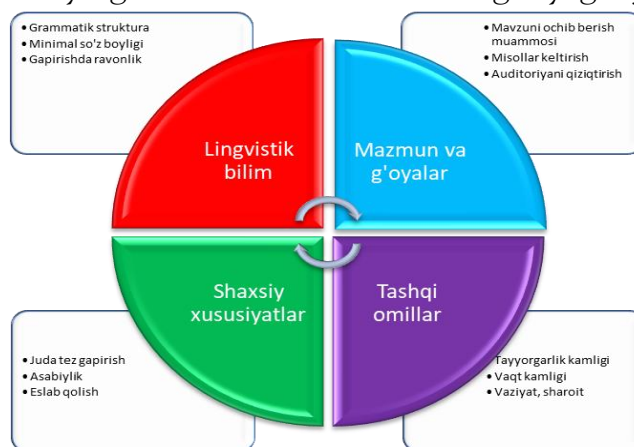 • Grammatik struktura
• Minimal so'z boyligi
• Gapirishda ravonlik
• Mavzuni ochib berish
muammosi
• Misollar keltirish
• Auditoriyani qiziqtirish
Lingvistik
bilim
Mazmun va
g'oyalar
Shaxsiy
xususiyatlar
Tashqi
omillar
• Juda tez gapirish
• Asabiylik
• Eslab qolish
• Tayyorgarlik kamligi
• Vaqt kamligi
• Vaziyat, sharoit